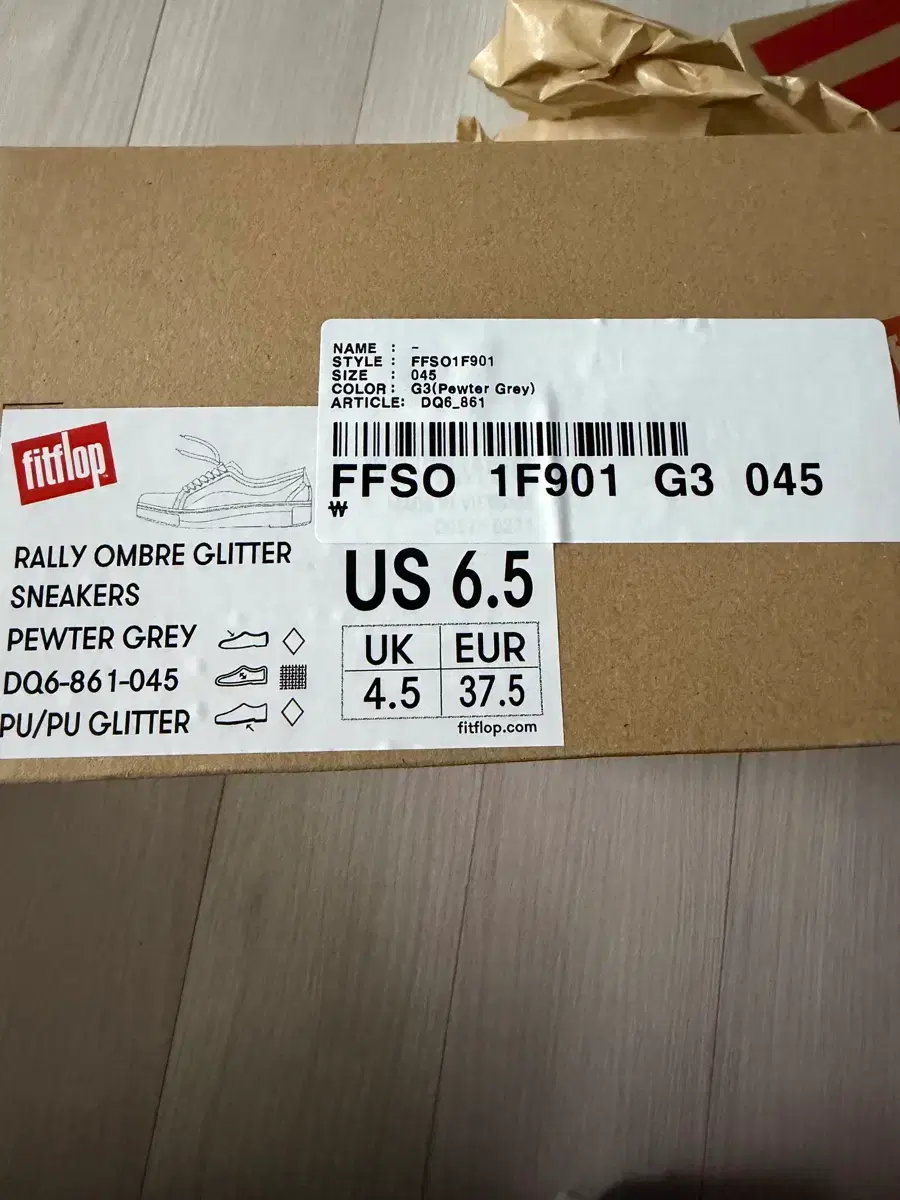 NAME : -
STYLE : FFSO1F901
SIZE : 045
COLOR : G3(Pewter Grey)
ARTICLE: DQ6_861
FFSO 1F901 G3 045
₩
fitflop
RALLY OMBRE GLITTER
SNEAKERS
PEWTER GREY
DQ6-861-045
PU/PU GLITTER
US 6.5
UK EUR
4.5 37.5
fitflop.com